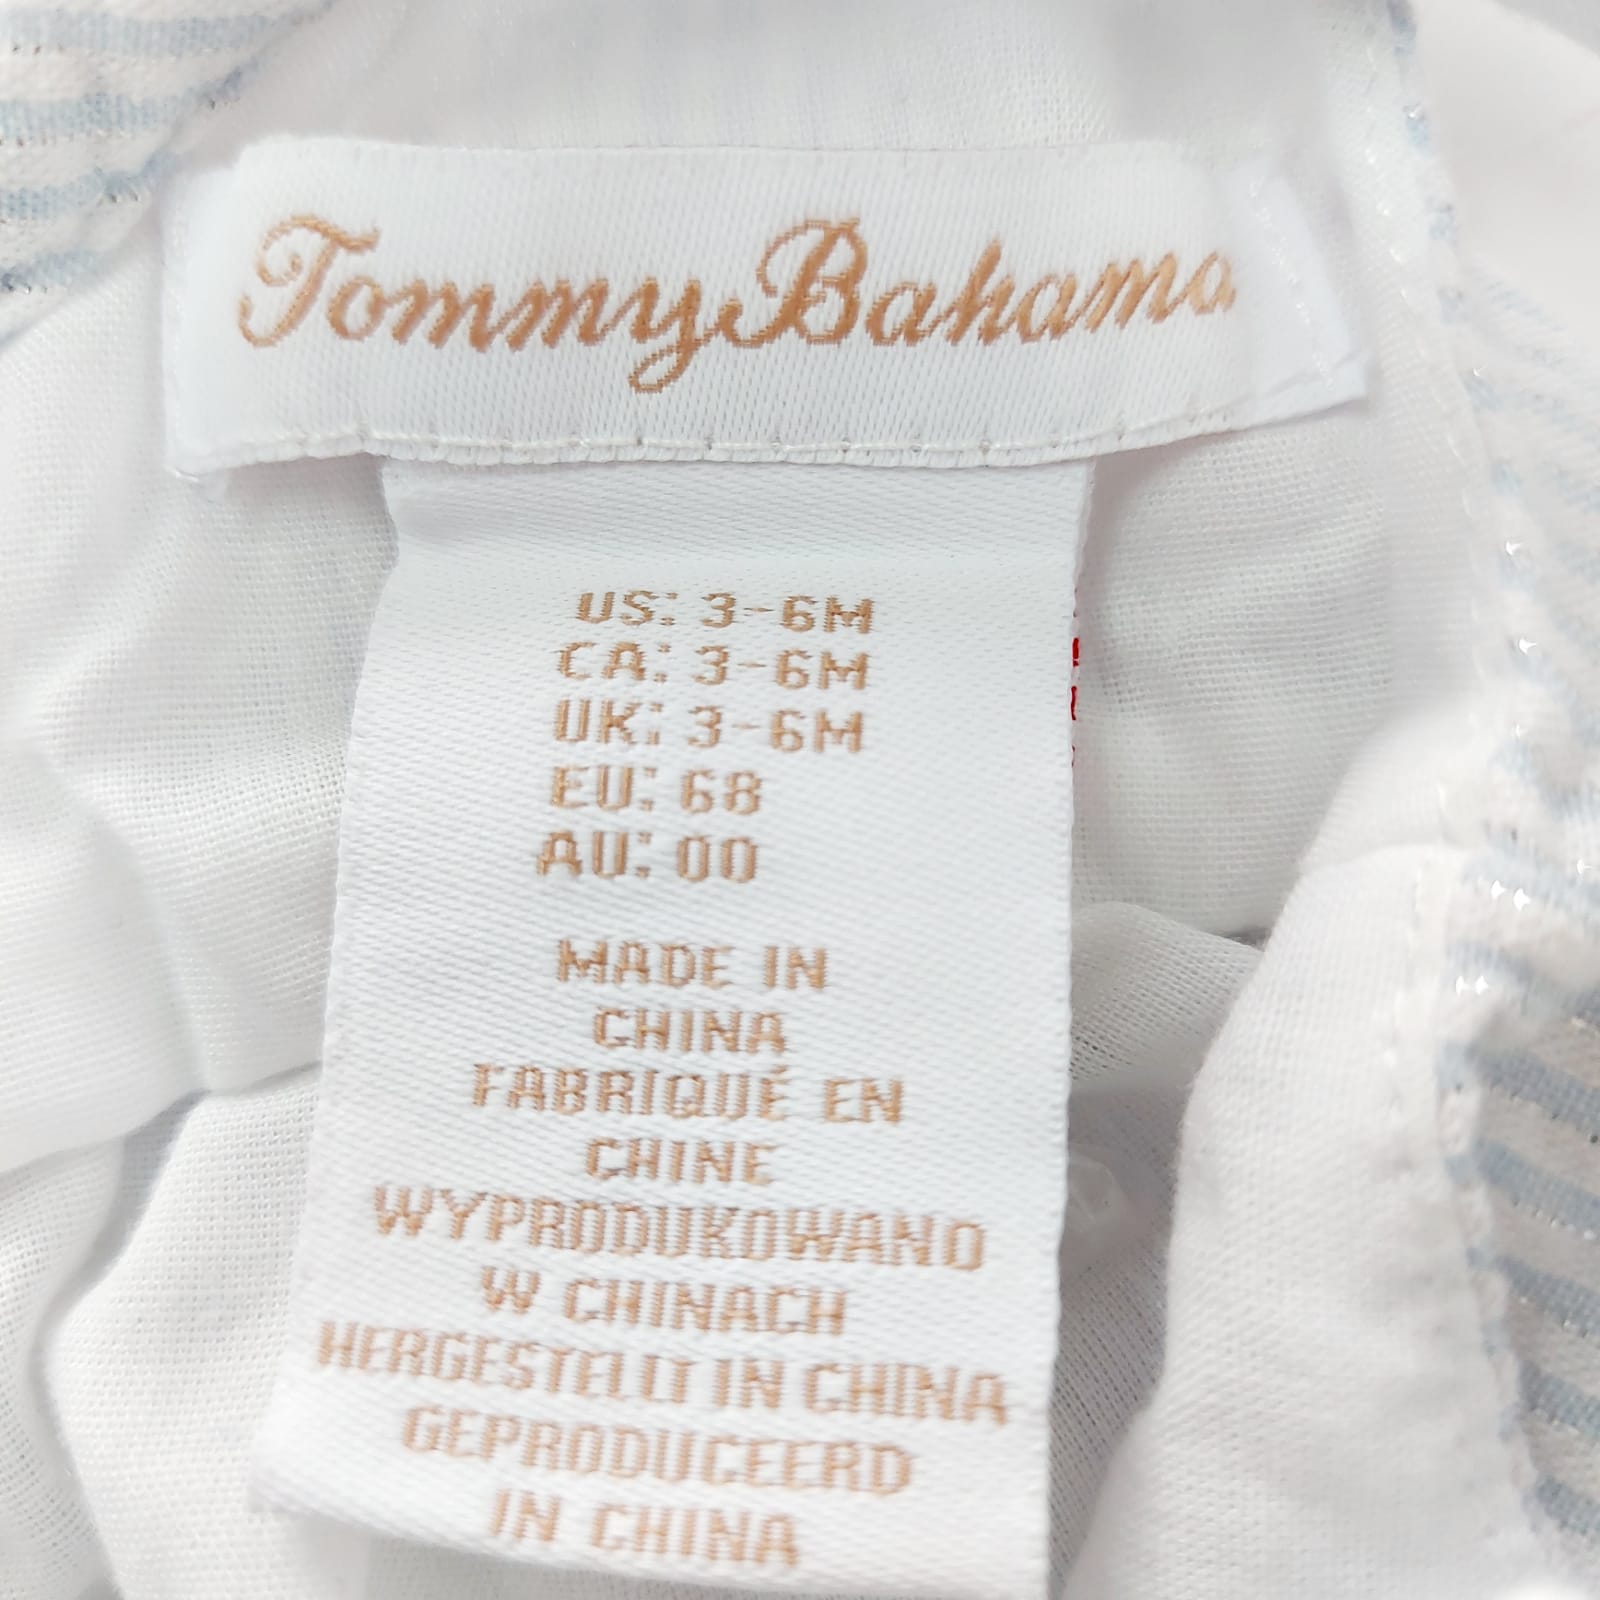 Tommy Bahama
US: 3-6M
CA: 3-6M
UK: 3-6M
EU: 68
AU: 00
MADE IN
CHINA
FABRIQUÉ EN
CHINE
WYPRODUKOWANO
W CHINACH
HERGESTELLT IN CHINA
GEPRODUCEERD
IN CHINA